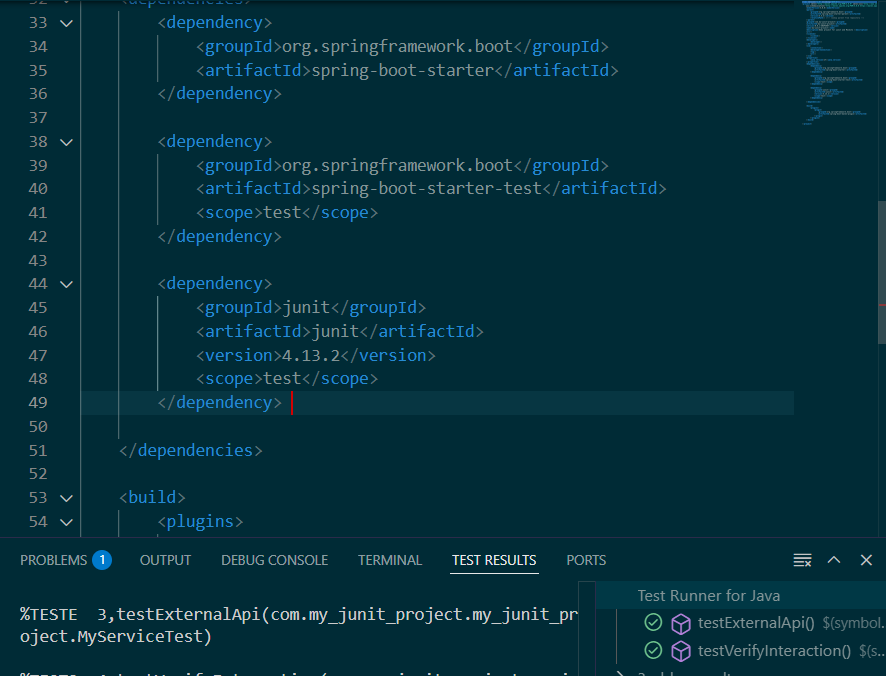 32 <dependencies>
33 <dependency>
34 <groupId>org.springframework.boot</groupId>
35 <artifactId>spring-boot-starter</artifactId>
36 </dependency>
37
38 <dependency>
39 <groupId>org.springframework.boot</groupId>
40 <artifactId>spring-boot-starter-test</artifactId>
41 <scope>test</scope>
42 </dependency>
43
44 <dependency>
45 <groupId>junit</groupId>
46 <artifactId>junit</artifactId>
47 <version>4.13.2</version>
48 <scope>test</scope>
49 </dependency>
50
51 </dependencies>
52
53 <build>
54 <plugins>
PROBLEMS 1 OUTPUT DEBUG CONSOLE TERMINAL TEST RESULTS PORTS
%TESTE 3,testExternalApi(com.my_junit_project.my_junit_pr
oject.MyServiceTest)
Test Runner for Java
testExternalApi() $(symbol...
testVerifyInteraction() $(s...